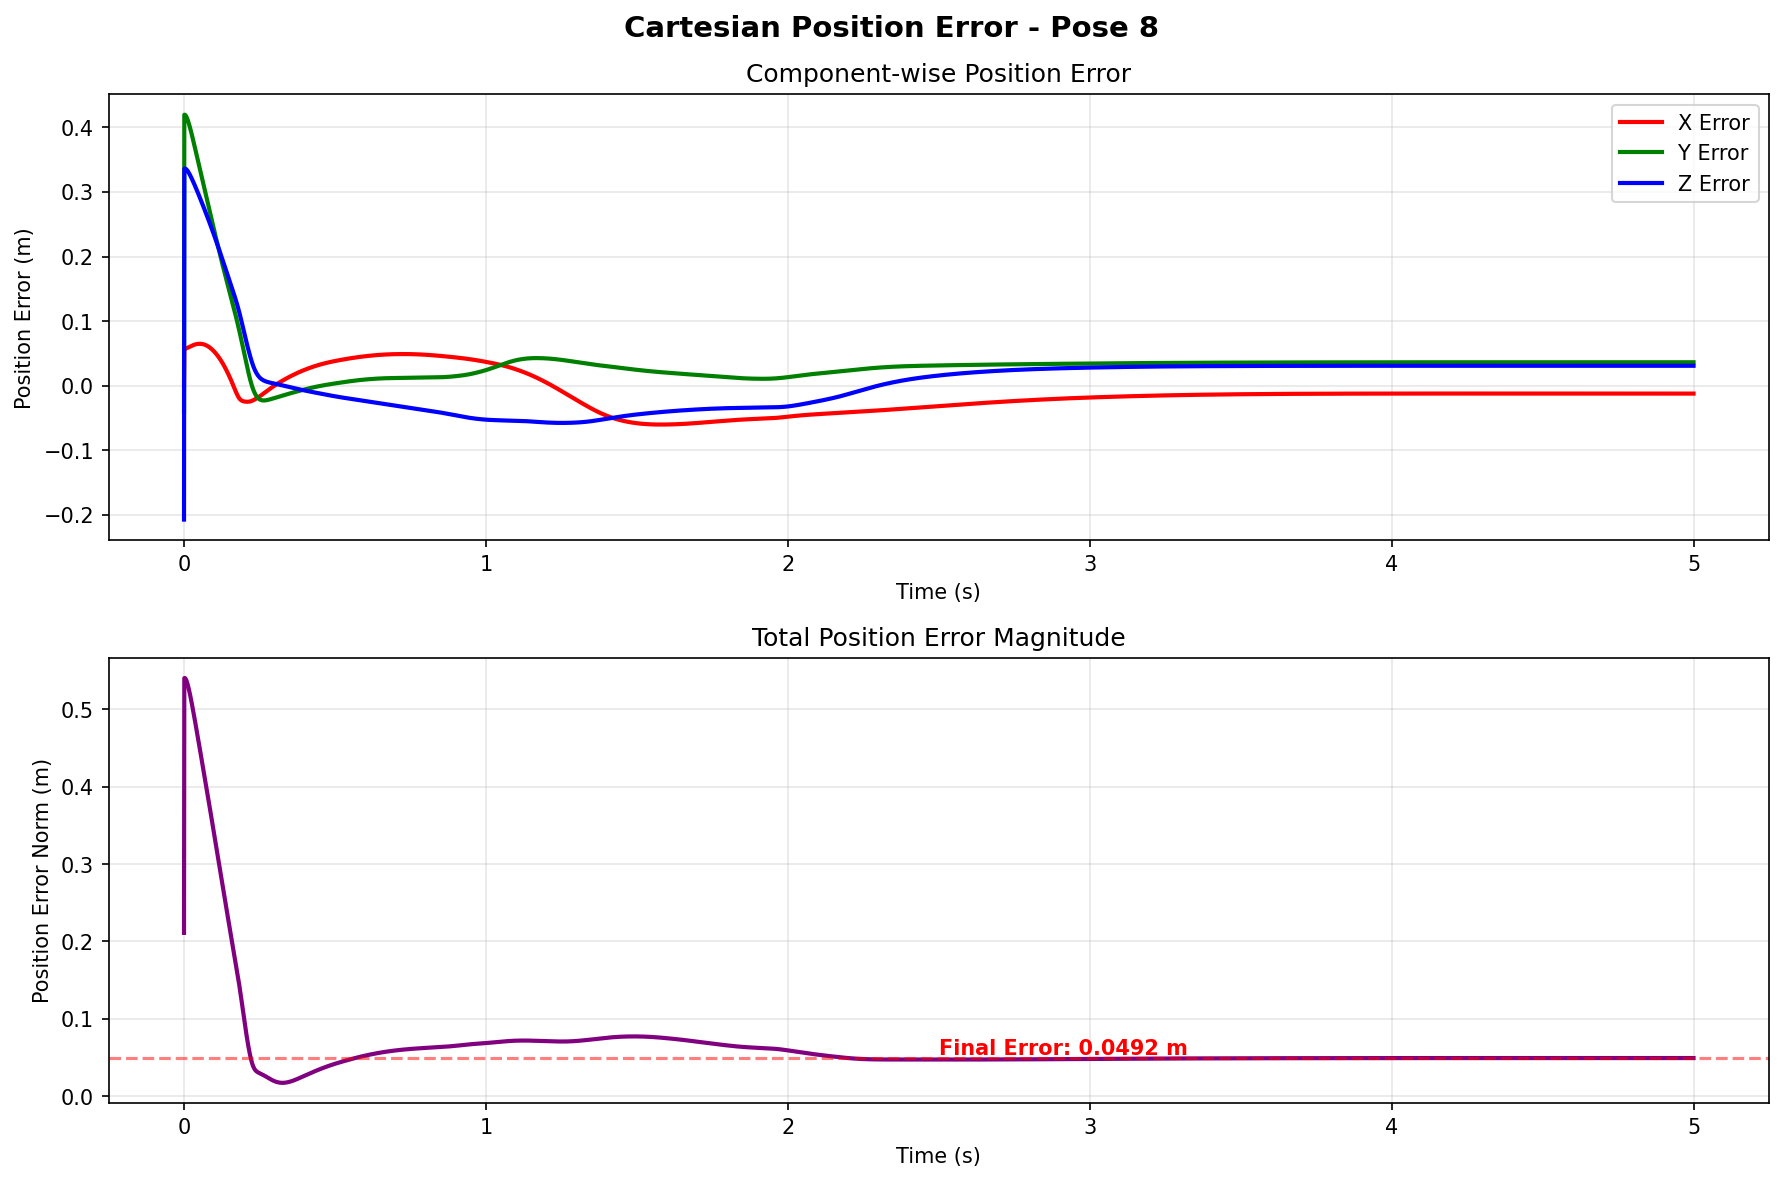 Cartesian Position Error - Pose 8
Component-wise Position Error
Position Error (m)
0.4
0.3
0.2
0.1
0.0
−0.1
−0.2
X Error
Y Error
Z Error
0 1 2 3 4 5
Time (s)
Total Position Error Magnitude
Position Error Norm (m)
0.5
0.4
0.3
0.2
0.1
0.0
Final Error: 0.0492 m
0 1 2 3 4 5
Time (s)